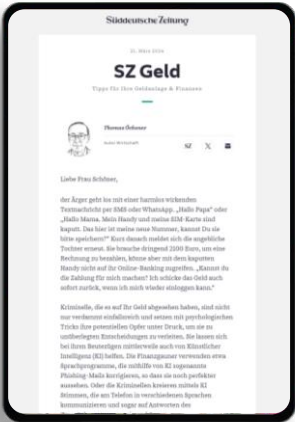 Süddeutsche Zeitung
SZ Geld
Tipps für Ihre Geldanlage & Finanzen
Thomas Öchsner
SZ
X
Liebe Frau Schöner,
der Ärger geht los mit einer harmlos wirkenden
Textnachricht per SMS oder WhatsApp. „Hallo Papa“ oder
„Hallo Mama. Mein Handy und meine SIM-Karte sind
kaputt. Das hier ist meine neue Nummer, kannst Du sie
bitte speichern?“ Kurz danach meldet sich die angebliche
Tochter erneut. Sie brauche dringend 2100 Euro, um eine
Rechnung zu bezahlen, könne aber mit dem kaputten
Handy nicht auf ihr Online-Banking zugreifen. „Kannst du
die Zahlung für mich machen? Ich schicke das Geld auch
sofort zurück, wenn ich mich wieder einloggen kann.“
Kriminelle, die es auf Ihr Geld abgesehen haben, sind nicht
nur verdammt einfallsreich und setzen mit psychologischen
Tricks ihre potenziellen Opfer unter Druck, um sie zu
unüberlegten Entscheidungen zu verleiten. Sie lassen sich
bei ihren Beutezügen mittlerweile auch von Künstlicher
Intelligenz (KI) helfen. Die Finanzgauner verwenden etwa
Sprachprogramme, die mithilfe von KI sogenannte
Phishing-Mails korrigieren, so dass sie noch perfekter
aussehen. Oder die Kriminellen kreieren mittels KI
Stimmen, die am Telefon in verschiedenen Sprachen
kommunizieren und sogar auf Antworten des